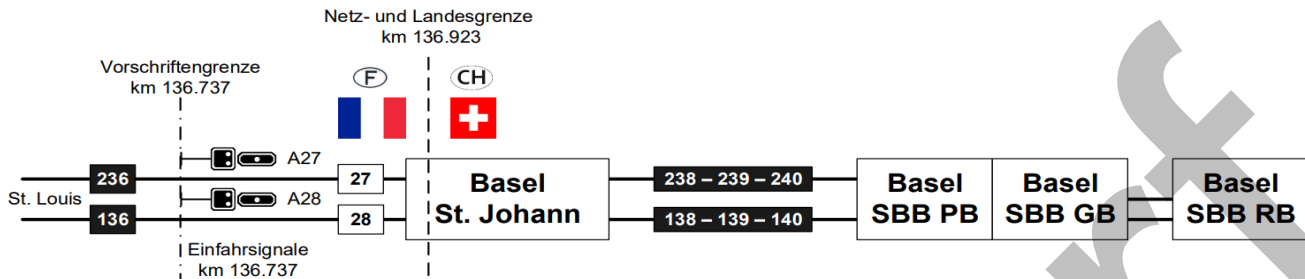 Netz- und Landesgrenze
km 136.923
Vorschriftengrenze
km 136.737
F
CH
A27
236
27
Basel
St. Johann
238 – 239 – 240
Basel
SBB PB
Basel
SBB GB
Basel
SBB RB
St. Louis
A28
136
28
138 – 139 – 140
Einfahrsignale
km 136.737